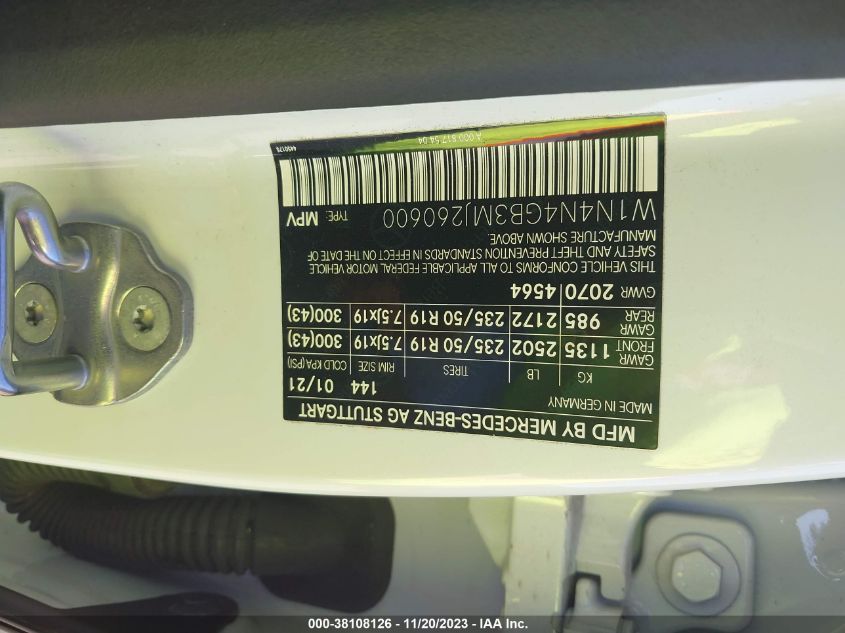 MFD BY MERCEDES-BENZ AG STUTTGART
MADE IN GERMANY 144 01/21
KG LB TIRES RIM SIZE COLD KPA(PSI)
GAWR FRONT 1135 2502 235/50 R19 7.5Jx19 300(43)
GAWR REAR 985 2172 235/50 R19 7.5Jx19 300(43)
GVWR 2070 4564
THIS VEHICLE CONFORMS TO ALL APPLICABLE FEDERAL MOTOR VEHICLE
SAFETY AND THEFT PREVENTION STANDARDS IN EFFECT ON THE DATE OF
MANUFACTURE SHOWN ABOVE
W1N4N4GB3MJ260600 TYPE: MPV
A 000 817 54 04
000-38108126 - 11/20/2023 - IAA Inc.